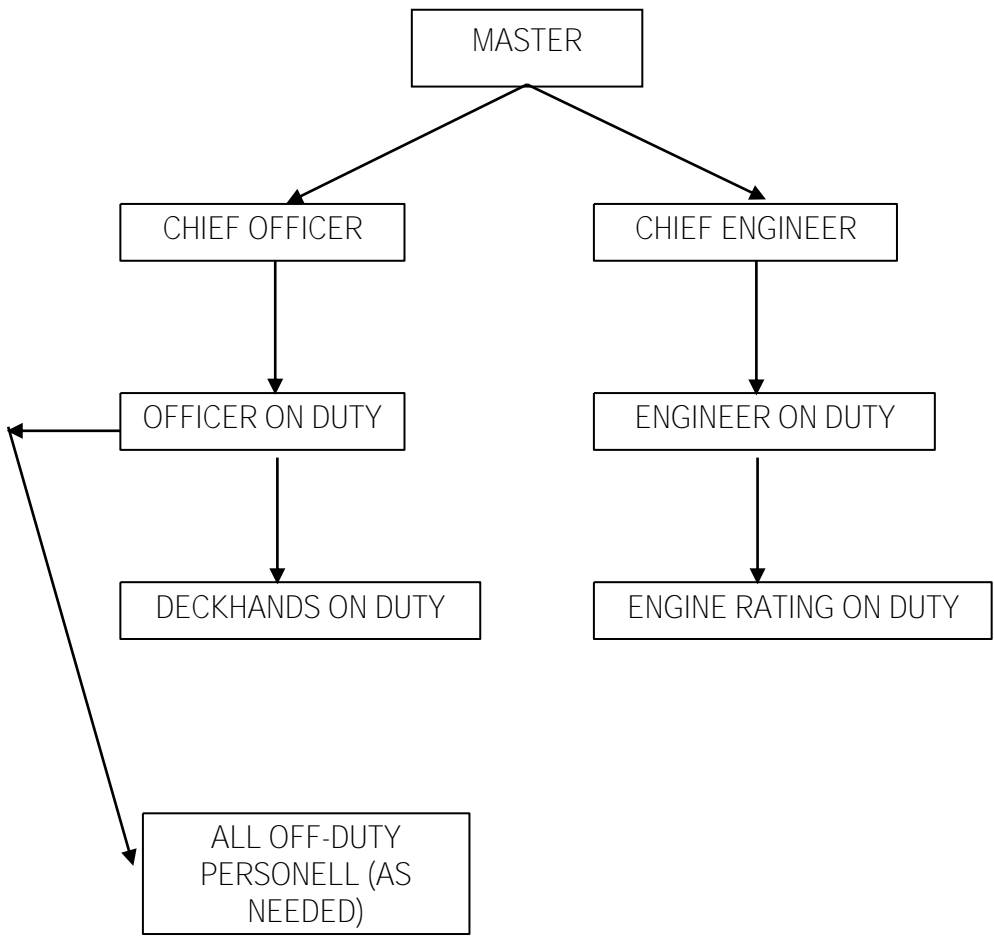 MASTER
CHIEF OFFICER
CHIEF ENGINEER
OFFICER ON DUTY
ENGINEER ON DUTY
DECKHANDS ON DUTY
ENGINE RATING ON DUTY
ALL OFF-DUTY
PERSONELL (AS
NEEDED)